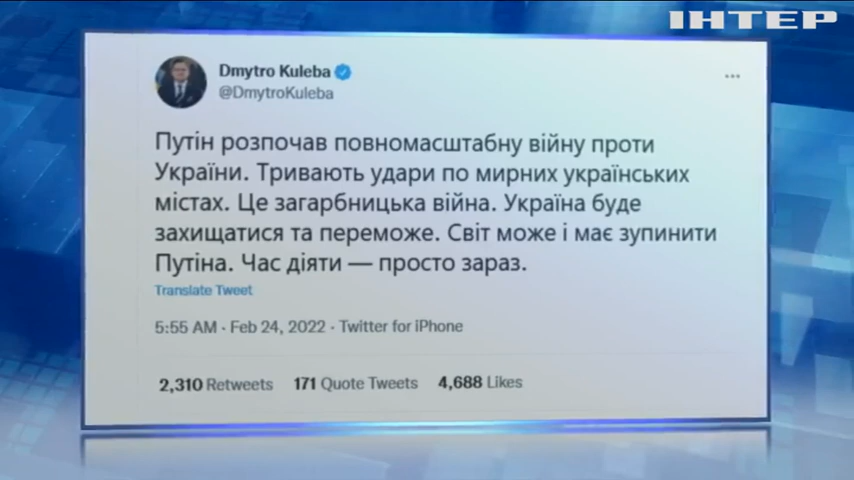 ІНТЕР
Dmytro Kuleba
@DmytroKuleba
Путін розпочав повномасштабну війну проти
України. Тривають удари по мирних українських
містах. Це загарбницька війна. Україна буде
захищатися та переможе. Світ може і має зупинити
Путіна. Час діяти — просто зараз.
Translate Tweet
5:55 AM · Feb 24, 2022 · Twitter for iPhone
2,310 Retweets 171 Quote Tweets 4,688 Likes